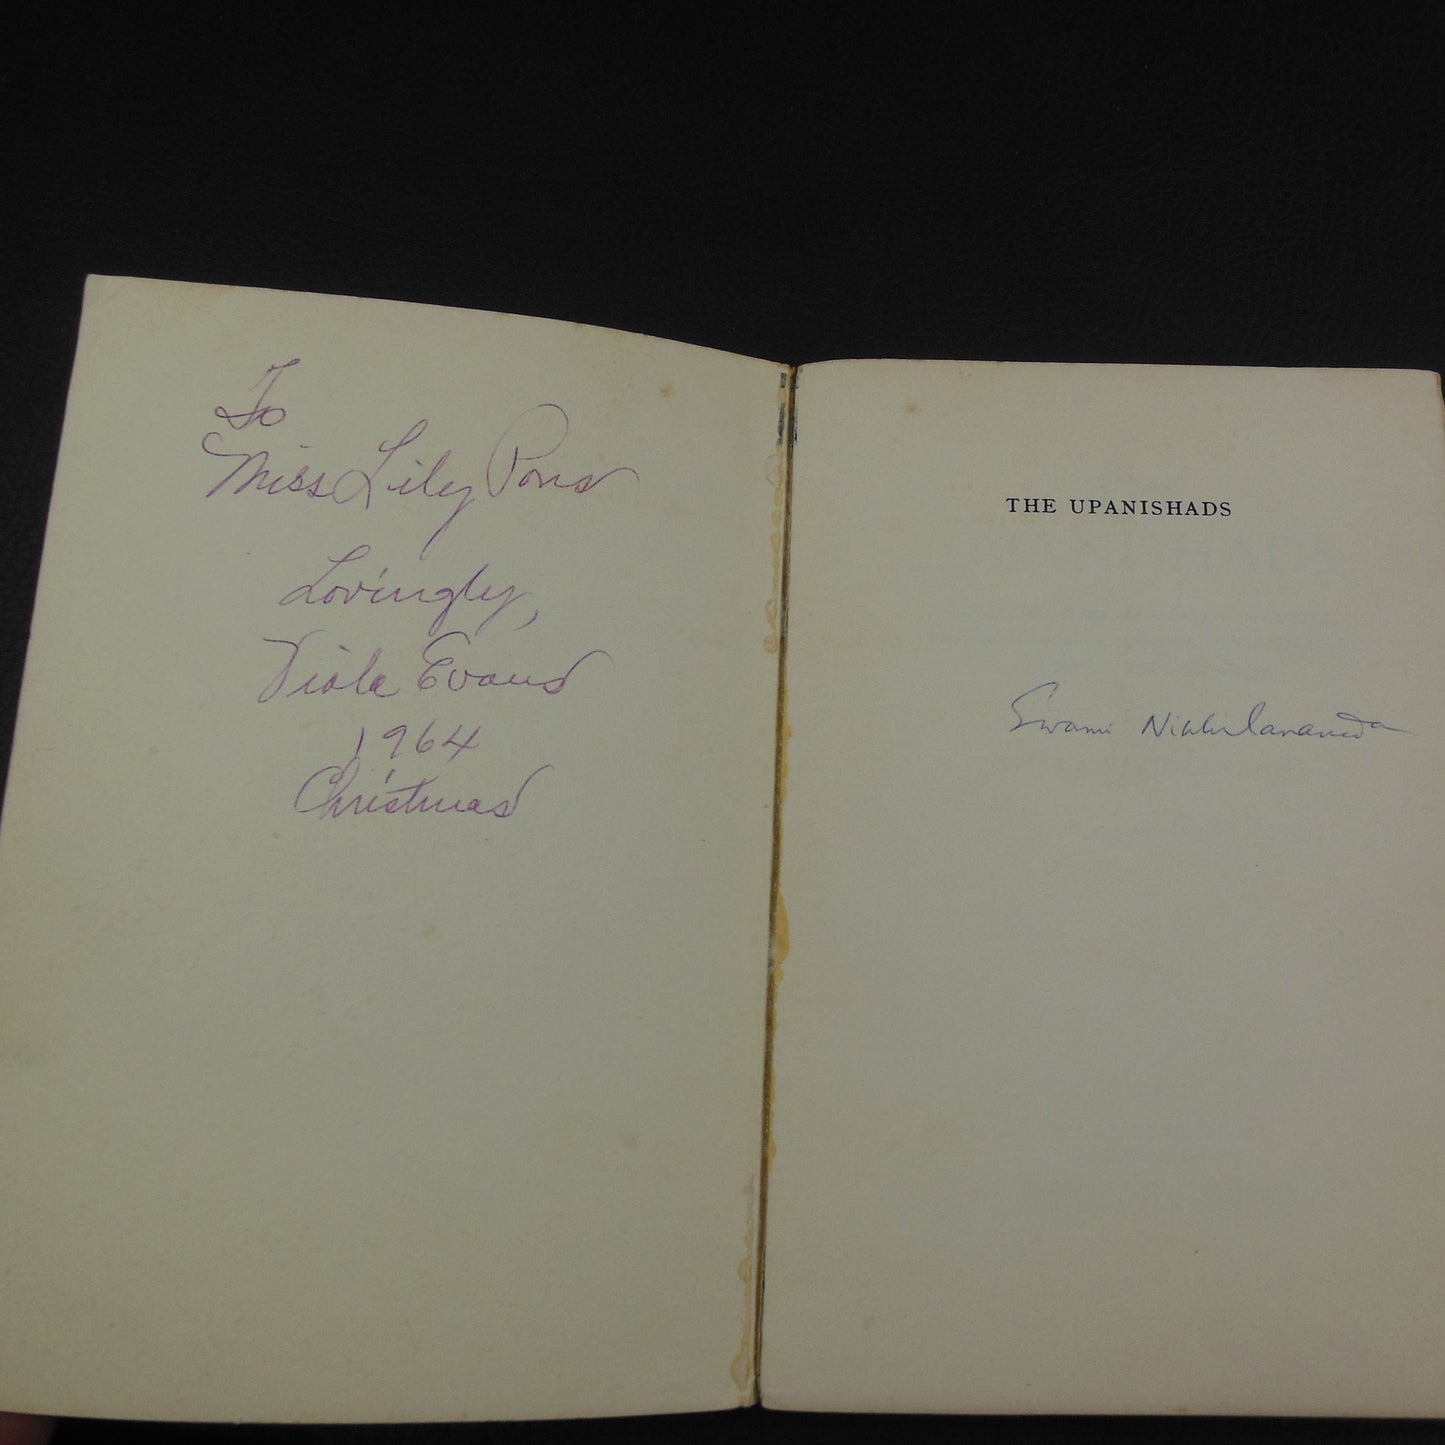 To
Miss Lily Pons
Lovingly,
Viola Evans
1964
Christmas
THE UPANISHADS
Swami Nikhilananda